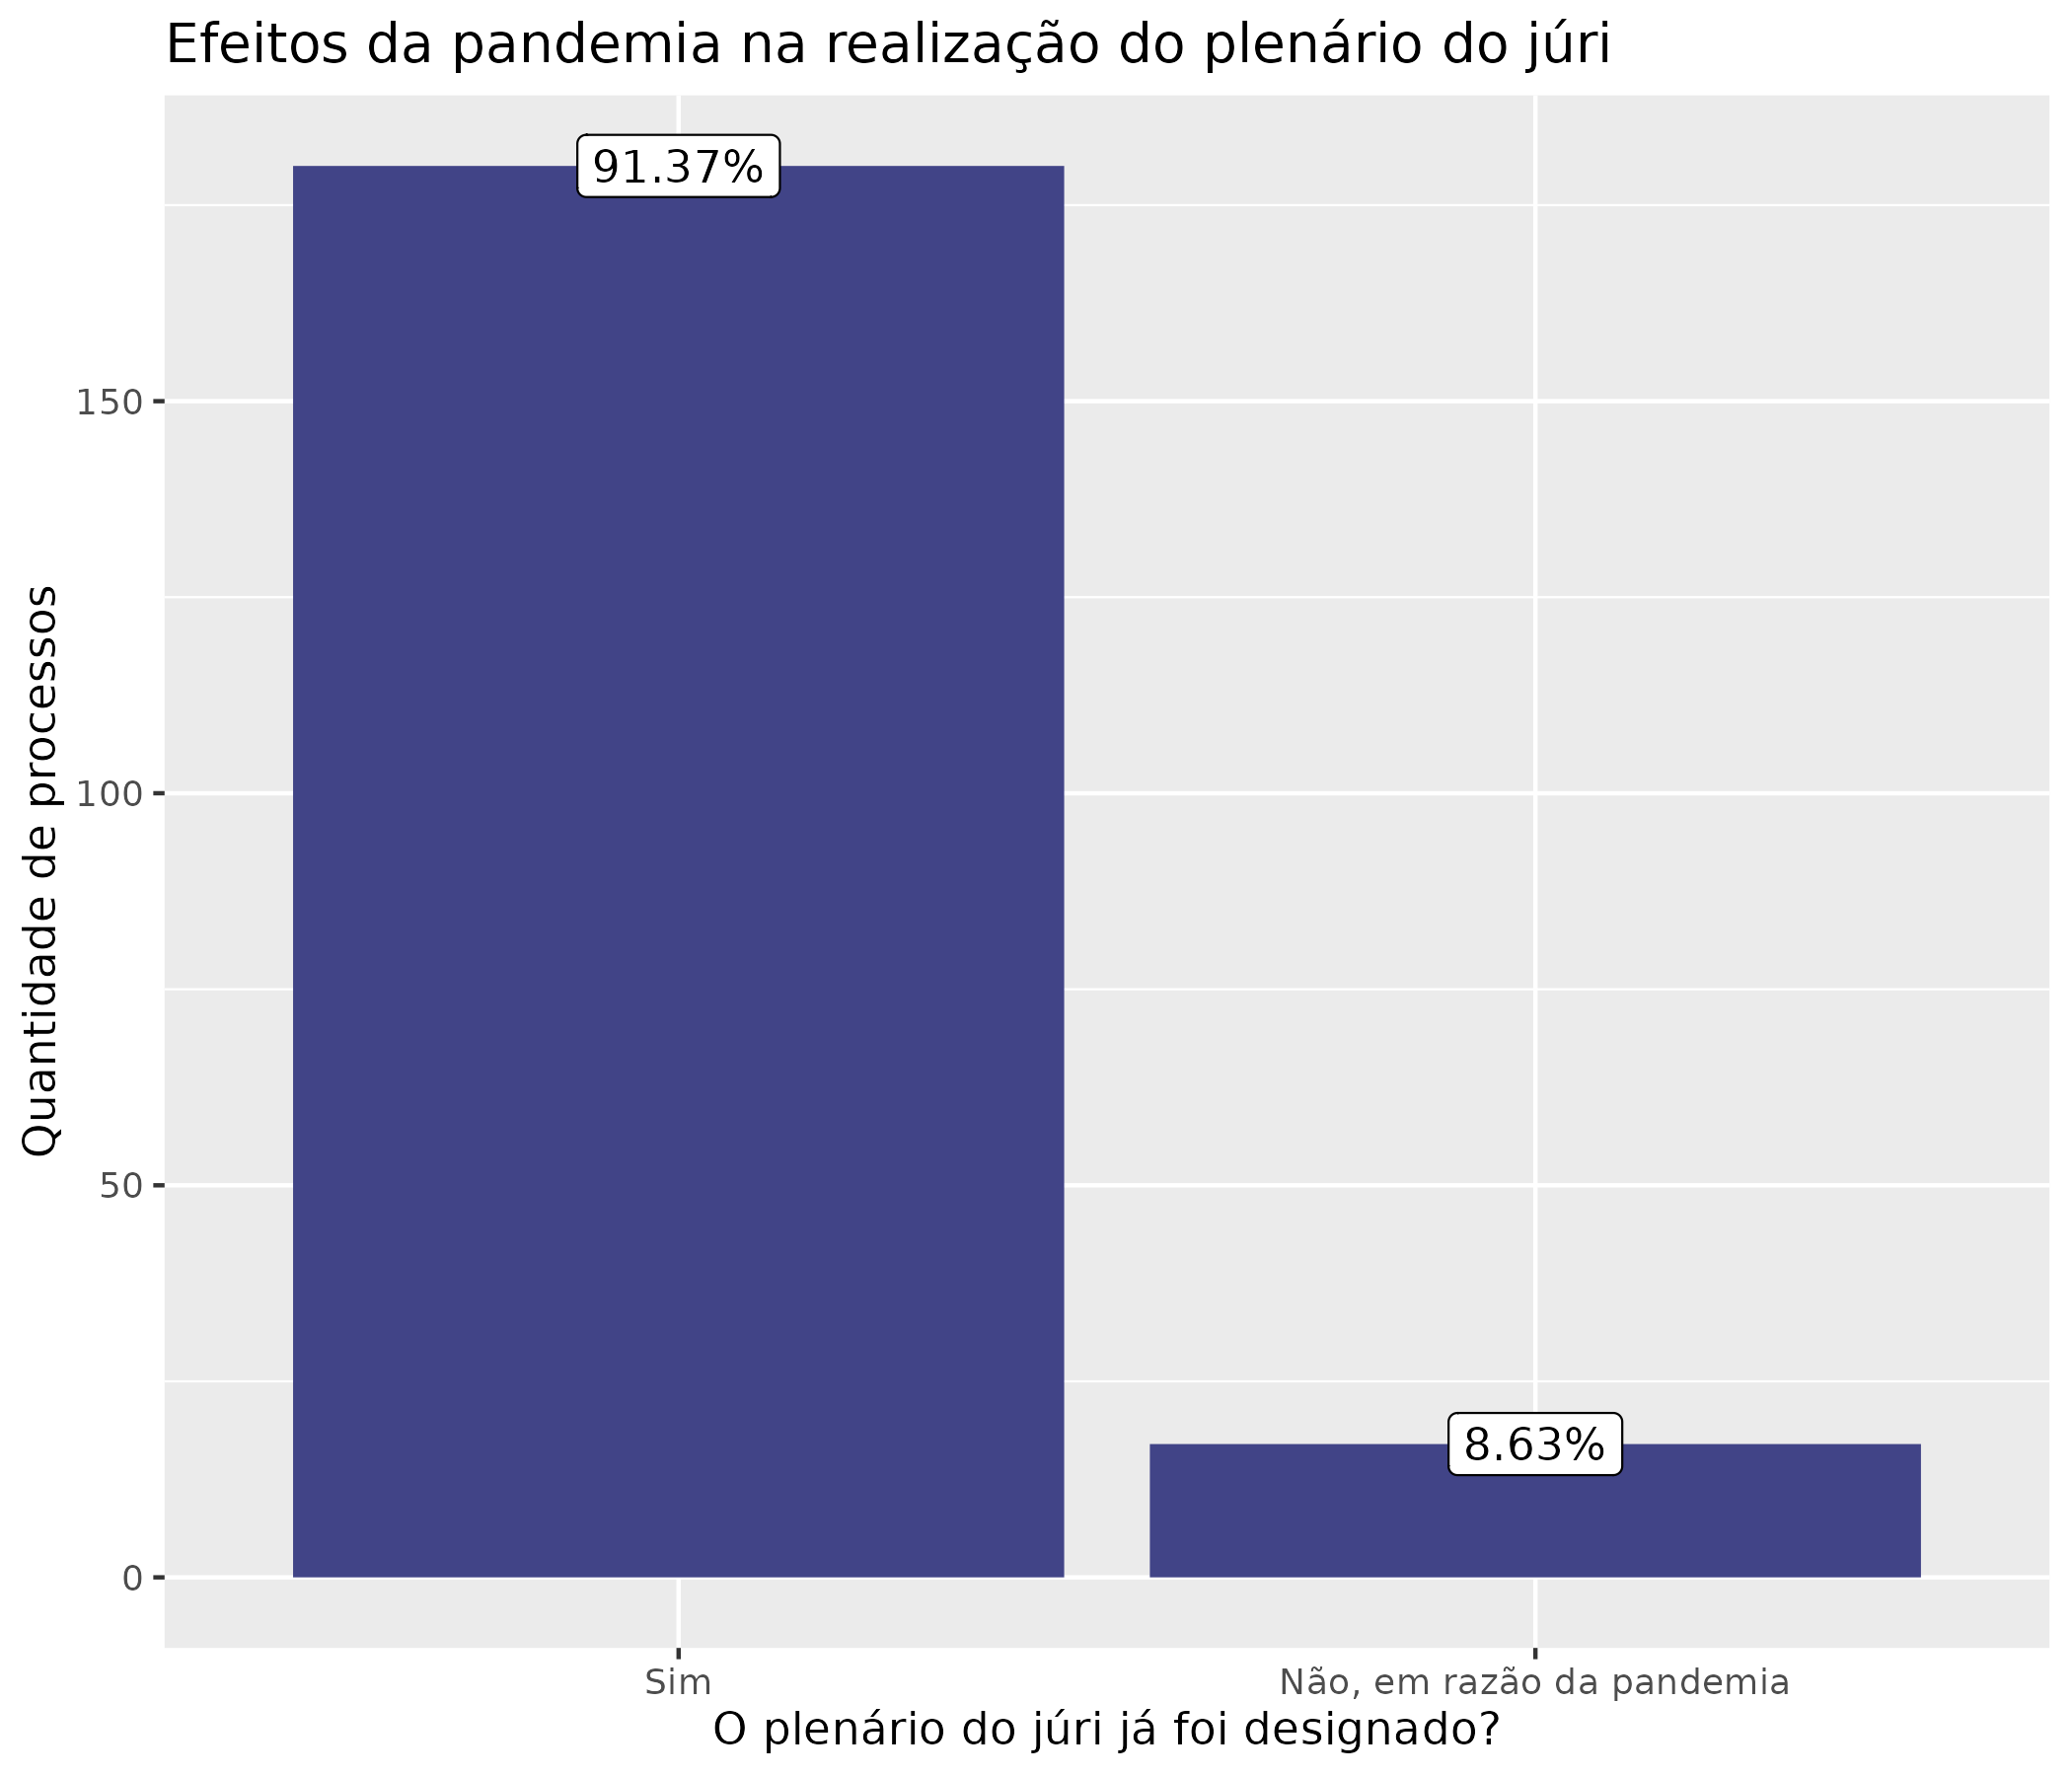 Efeitos da pandemia na realização do plenário do júri
91.37%
150
100
50
0
8.63%
Quantidade de processos
Sim
Não, em razão da pandemia
O plenário do júri já foi designado?